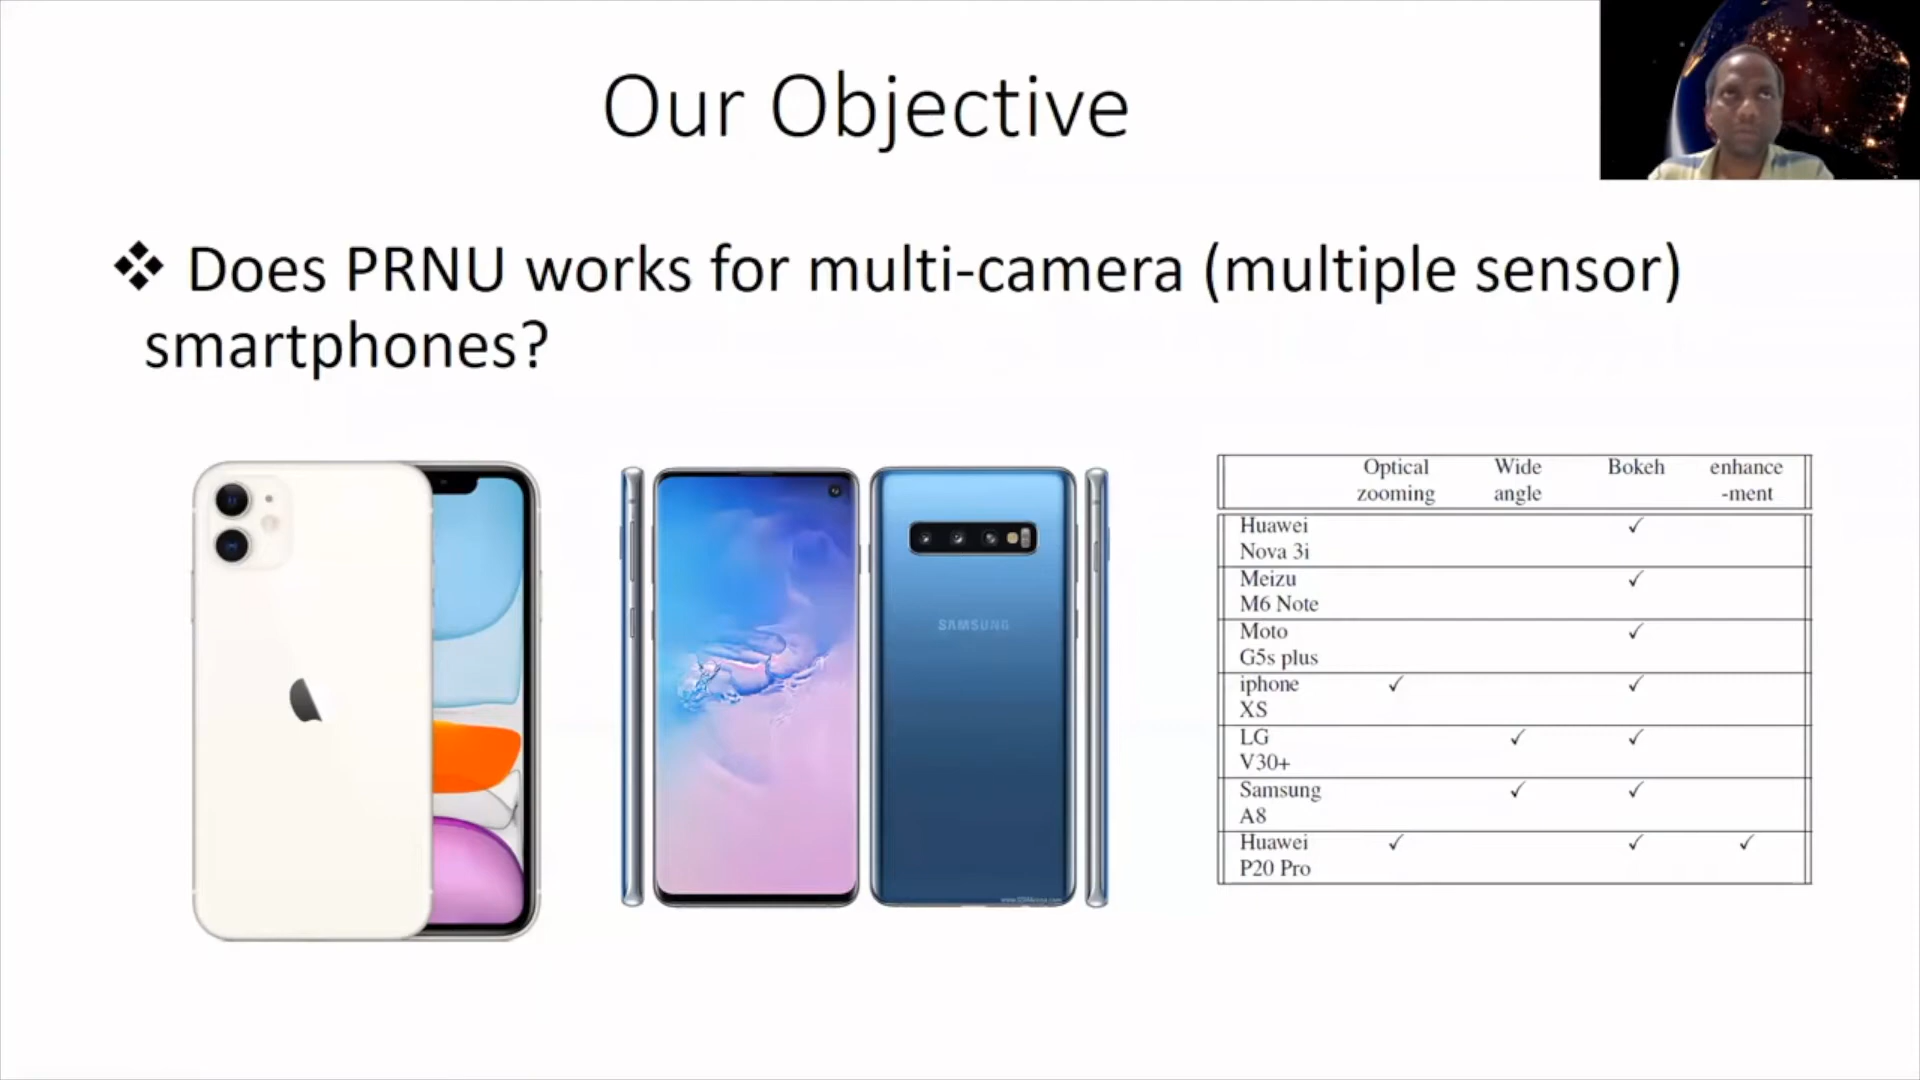 Our Objective
❖ Does PRNU works for multi-camera (multiple sensor)
smartphones?
SAMSUNG
Optical Wide Bokeh enhance
zooming angle -ment
Huawei ✓
Nova 3i
Meizu ✓
M6 Note
Moto ✓
G5s plus
iphone ✓ ✓
XS
LG ✓ ✓
V30+
Samsung ✓ ✓
A8
Huawei ✓ ✓ ✓
P20 Pro